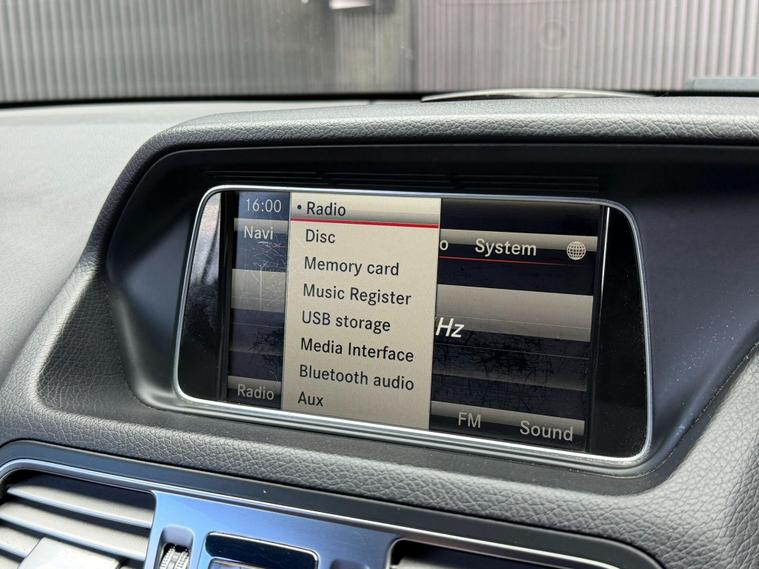 16:00
Navi
• Radio
Disc
Memory card
Music Register
USB storage
Media Interface
Bluetooth audio
Aux
o System
Hz
Radio
FM Sound